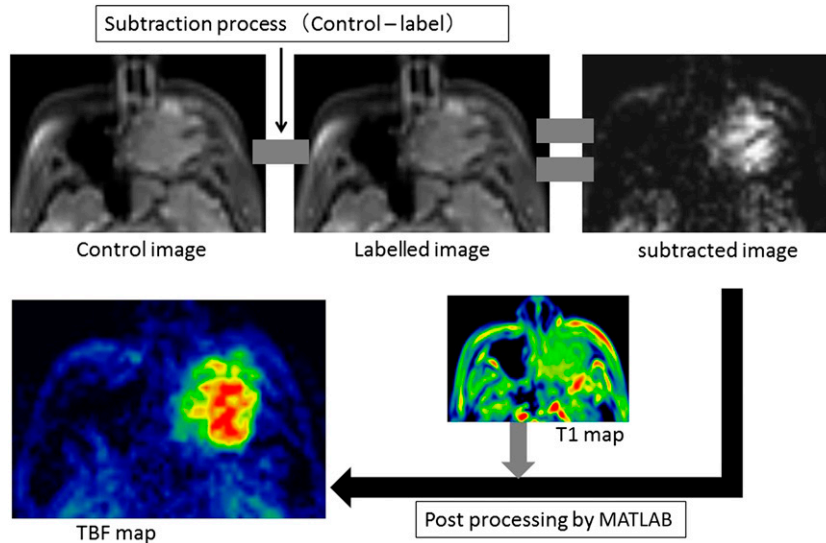 Subtraction process （Control – label）
Control image
Labelled image
subtracted image
T1 map
TBF map
Post processing by MATLAB